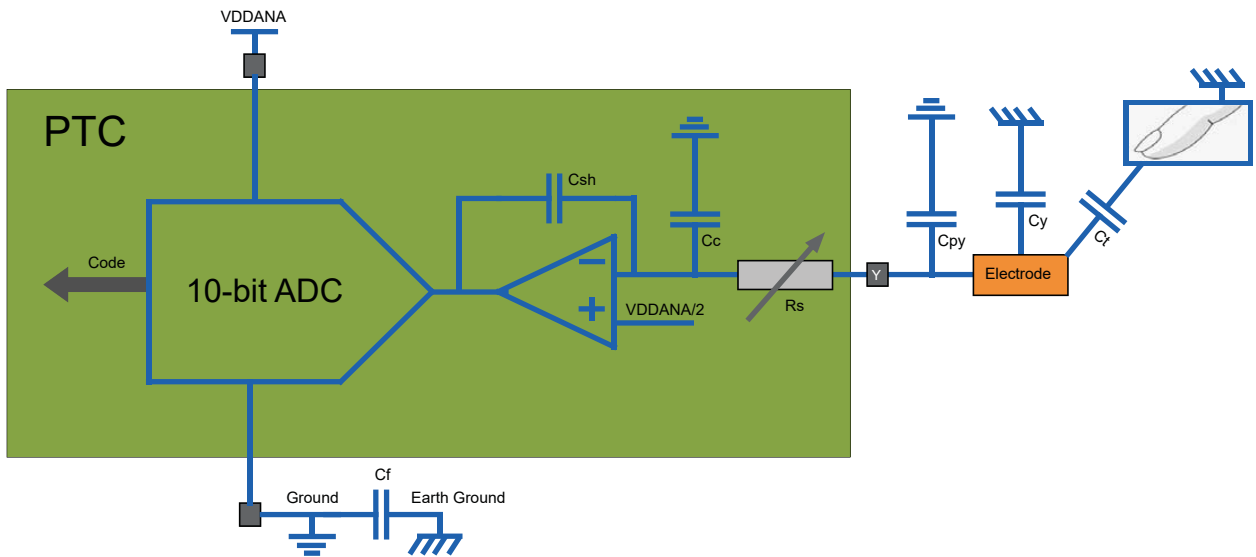 VDDANA
PTC
Csh
Cc
Cpy
Cy
Ct
Code
10-bit ADC
Electrode
Y
VDDANA/2
Rs
Cf
Ground
Earth Ground